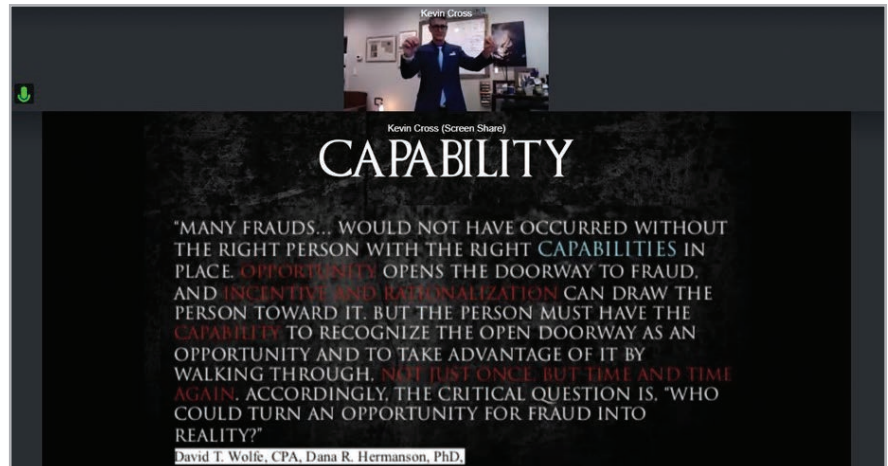 Kevin Cross
Kevin Cross (Screen Share)
CAPABILITY
"MANY FRAUDS... WOULD NOT HAVE OCCURRED WITHOUT
THE RIGHT PERSON WITH THE RIGHT CAPABILITIES IN
PLACE. OPPORTUNITY OPENS THE DOORWAY TO FRAUD,
AND INCENTIVE AND RATIONALIZATION CAN DRAW THE
PERSON TOWARD IT. BUT THE PERSON MUST HAVE THE
CAPABILITY TO RECOGNIZE THE OPEN DOORWAY AS AN
OPPORTUNITY AND TO TAKE ADVANTAGE OF IT BY
WALKING THROUGH, NOT JUST ONCE, BUT TIME AND TIME
AGAIN. ACCORDINGLY, THE CRITICAL QUESTION IS, "WHO
COULD TURN AN OPPORTUNITY FOR FRAUD INTO
REALITY?"
David T. Wolfe, CPA, Dana R. Hermanson, PhD,